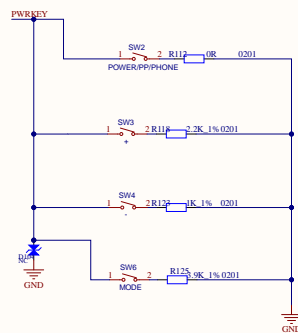 PWRKEY
SW2
1 2 R112 0R 0201
POWER/PP/PHONE
SW3
1 2 R118 2.2K_1% 0201
+
SW4
1 2 R123 1K_1% 0201
-
NC
GND
SW6
1 2 R125 3.9K_1% 0201
MODE
GND